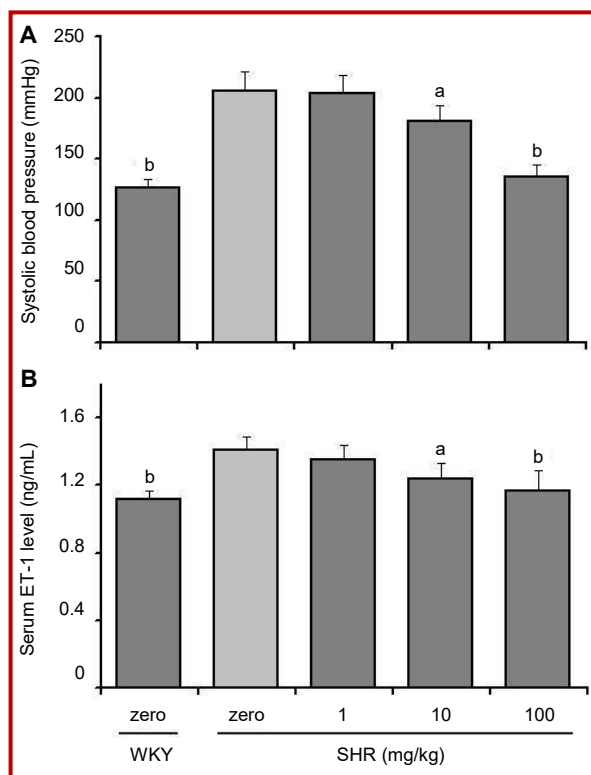 A
Systolic blood pressure (mmHg)
250
200
150
100
50
0
b
a
b
B
Serum ET-1 level (ng/mL)
1.6
1.2
0.8
0.4
0
b
a
b
zero zero 1 10 100
WKY SHR (mg/kg)